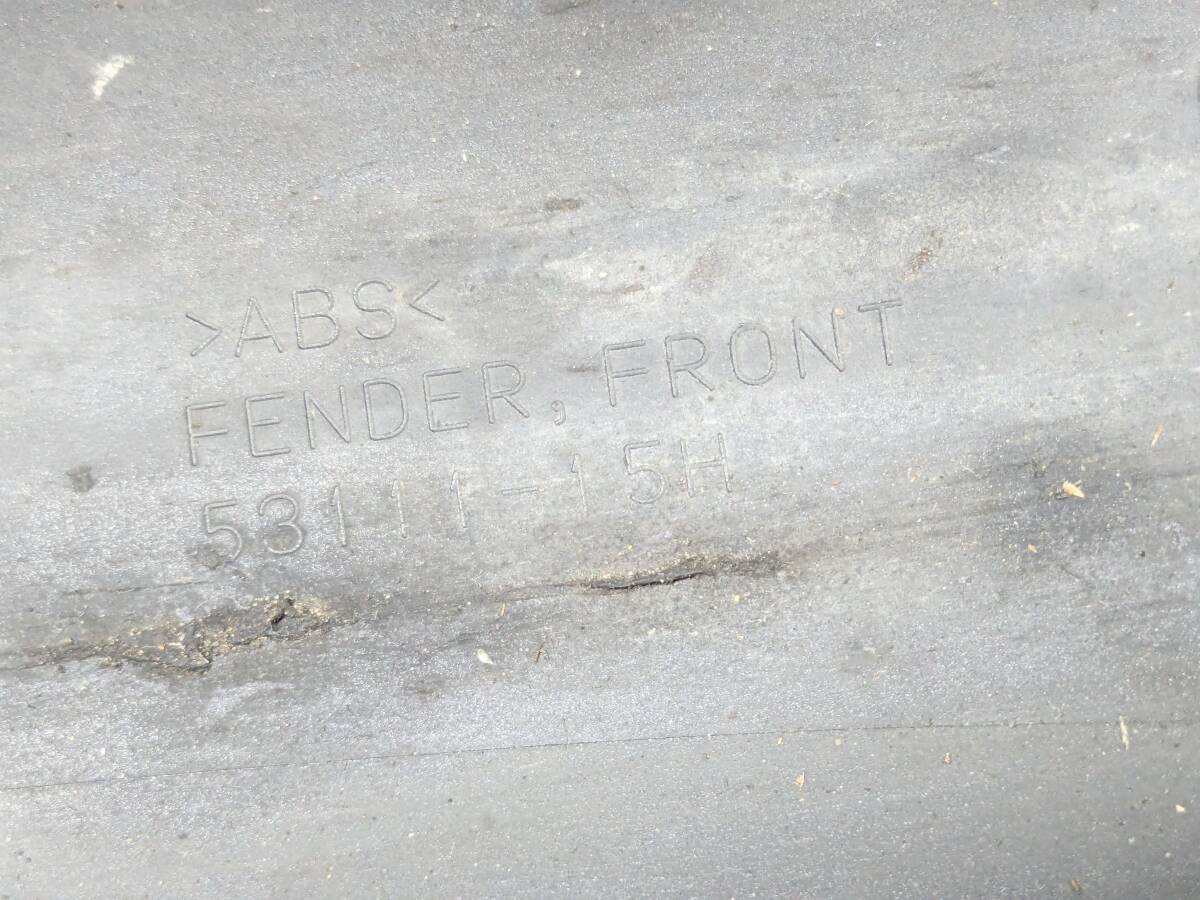 >ABS<
FENDER, FRONT
53111-15H